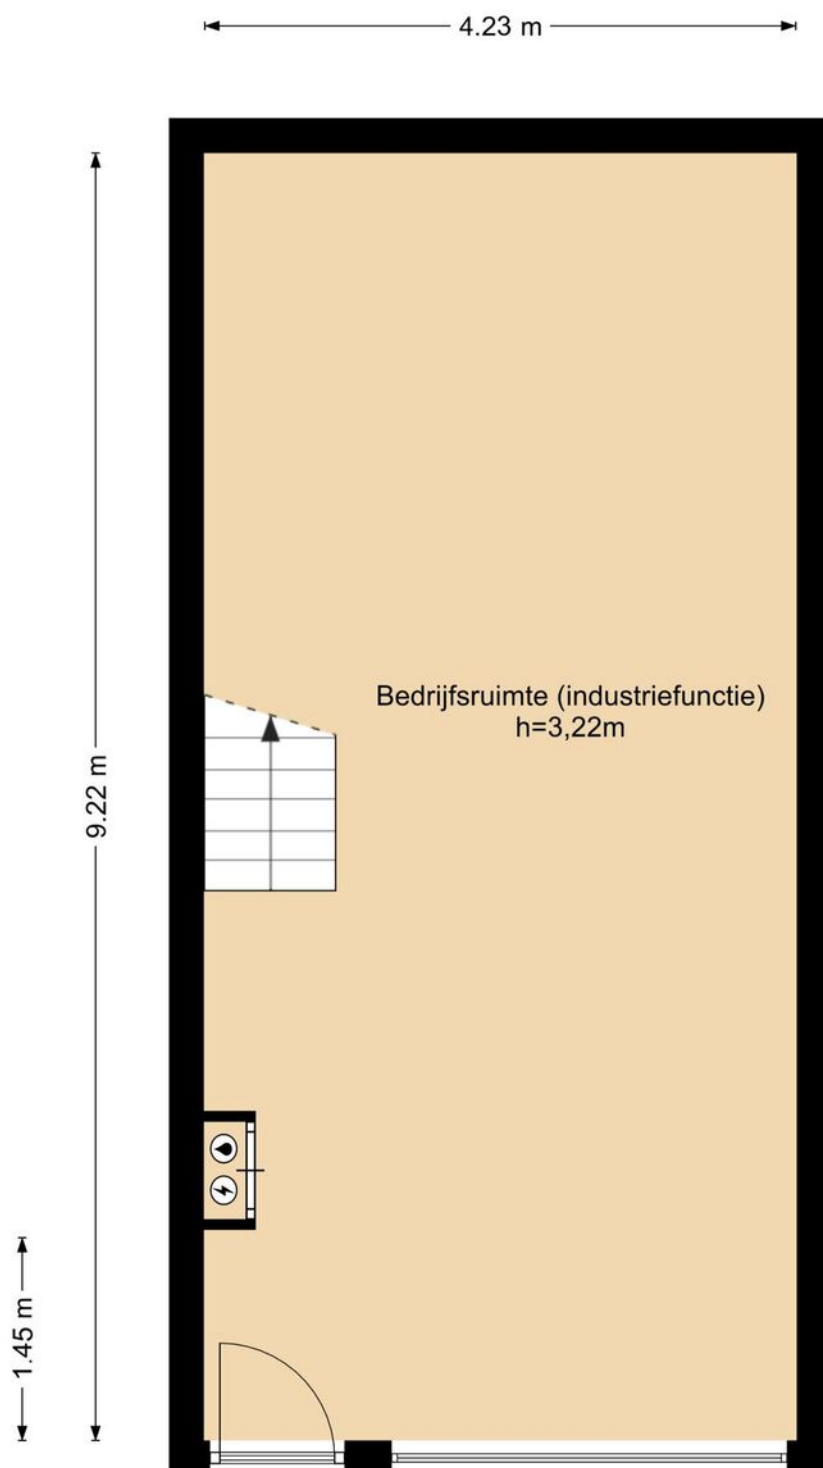 4.23 m
Bedrijfsruimte (industriefunctie)
h=3,22m
9.22 m
1.45 m